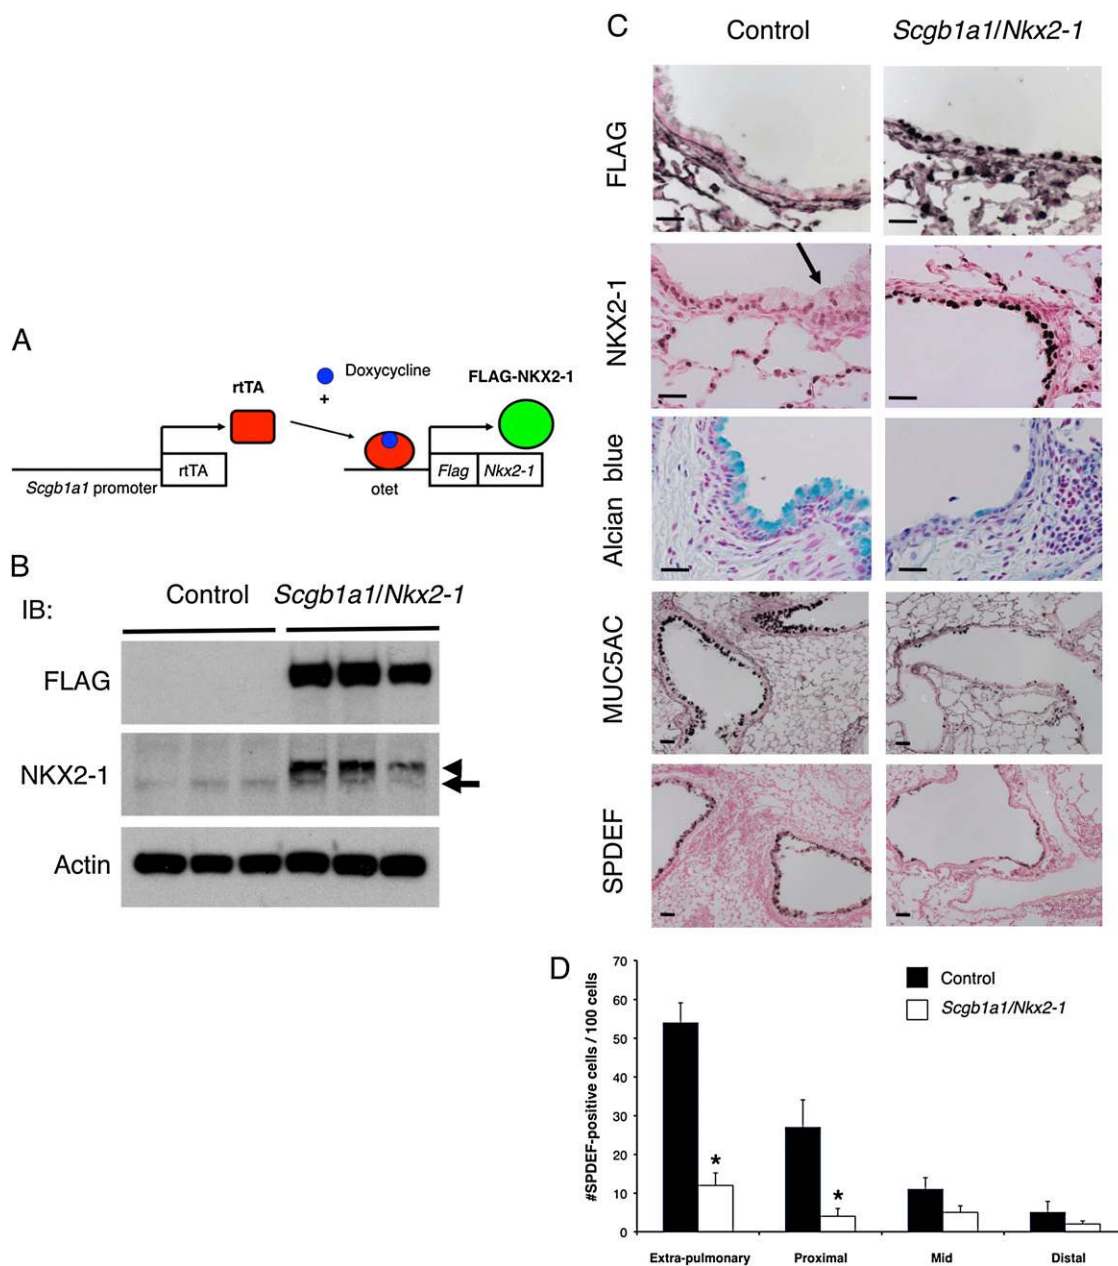 A
Doxycycline
+
rtTA
FLAG-NKX2-1
rtTA
Scgb1a1 promoter
otet
Flag
Nkx2-1
B
IB:
Control
Scgb1a1/Nkx2-1
FLAG
NKX2-1
Actin
C
Control
Scgb1a1/Nkx2-1
FLAG
NKX2-1
Alcian blue
MUC5AC
SPDEF
D
#SPDEF-positive cells / 100 cells
70
60
50
40
30
20
10
0
Control
Scgb1a1/Nkx2-1
*
*
Extra-pulmonary
Proximal
Mid
Distal